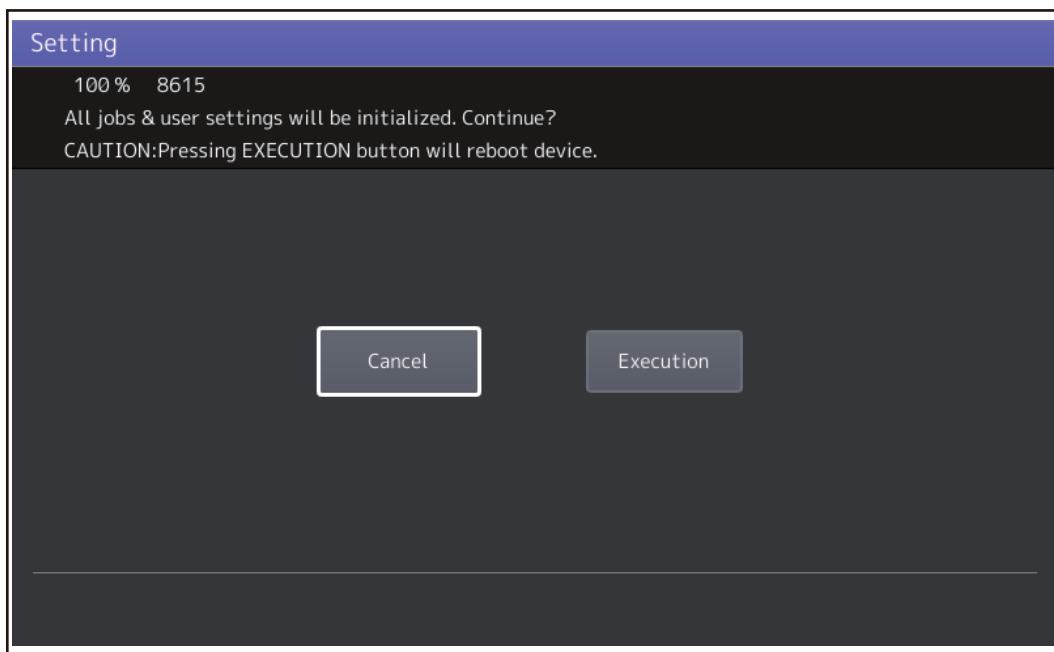 Setting
100 % 8615
All jobs & user settings will be initialized. Continue?
CAUTION:Pressing EXECUTION button will reboot device.
Cancel Execution